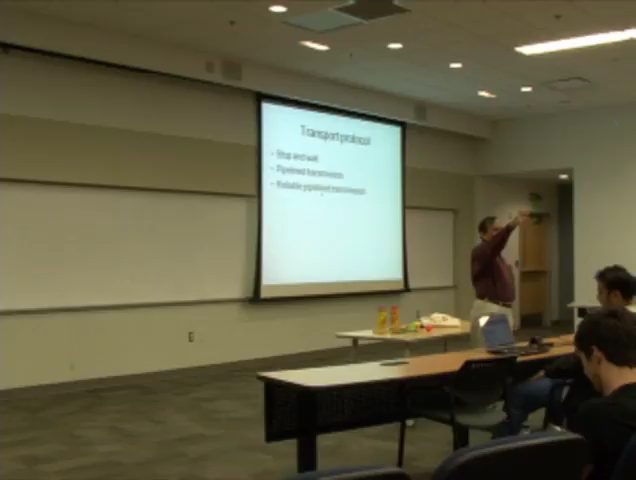 Transport protocol
- Stop and wait
- Pipelined transmission
- Reliable pipelined transmission